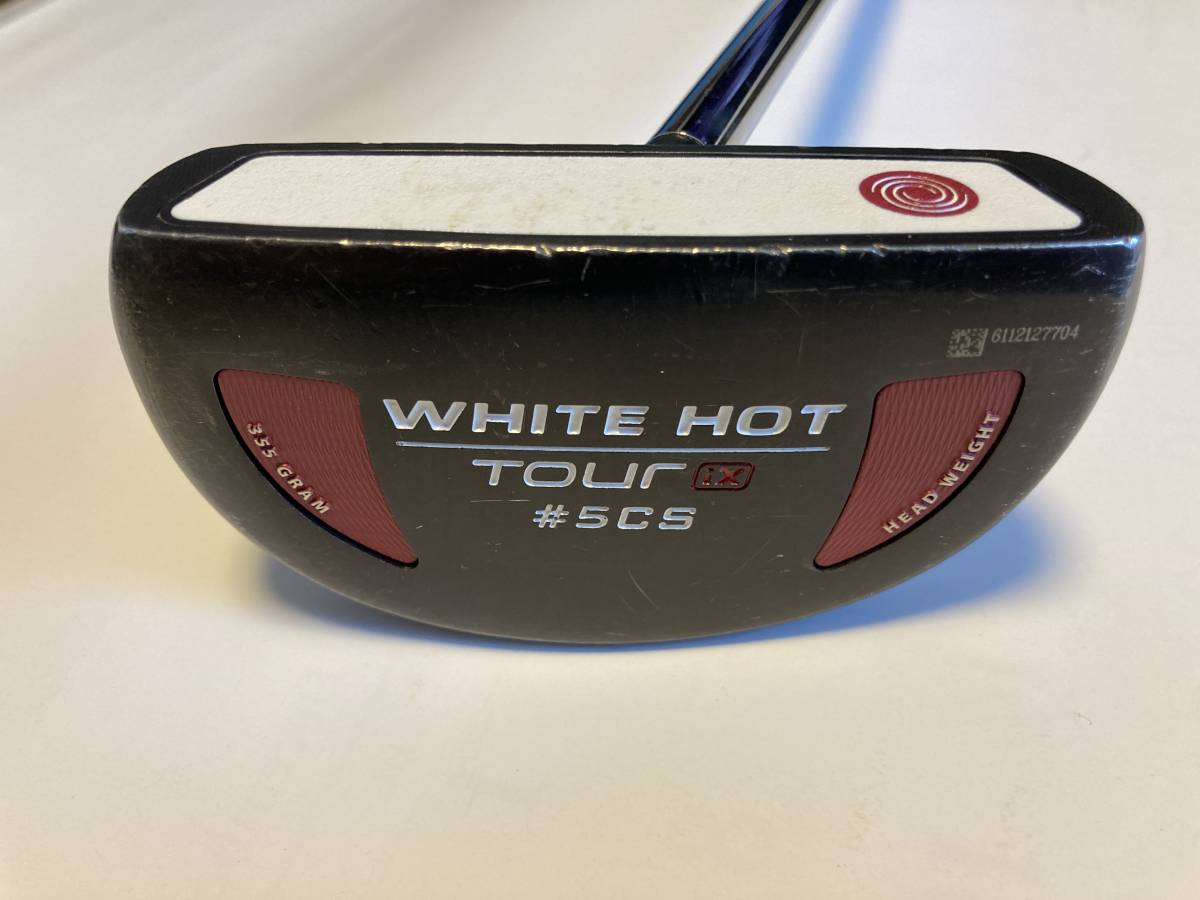 6112127704
WHITE HOT
TOUR iX
#5CS
355 GRAM
HEAD WEIGHT